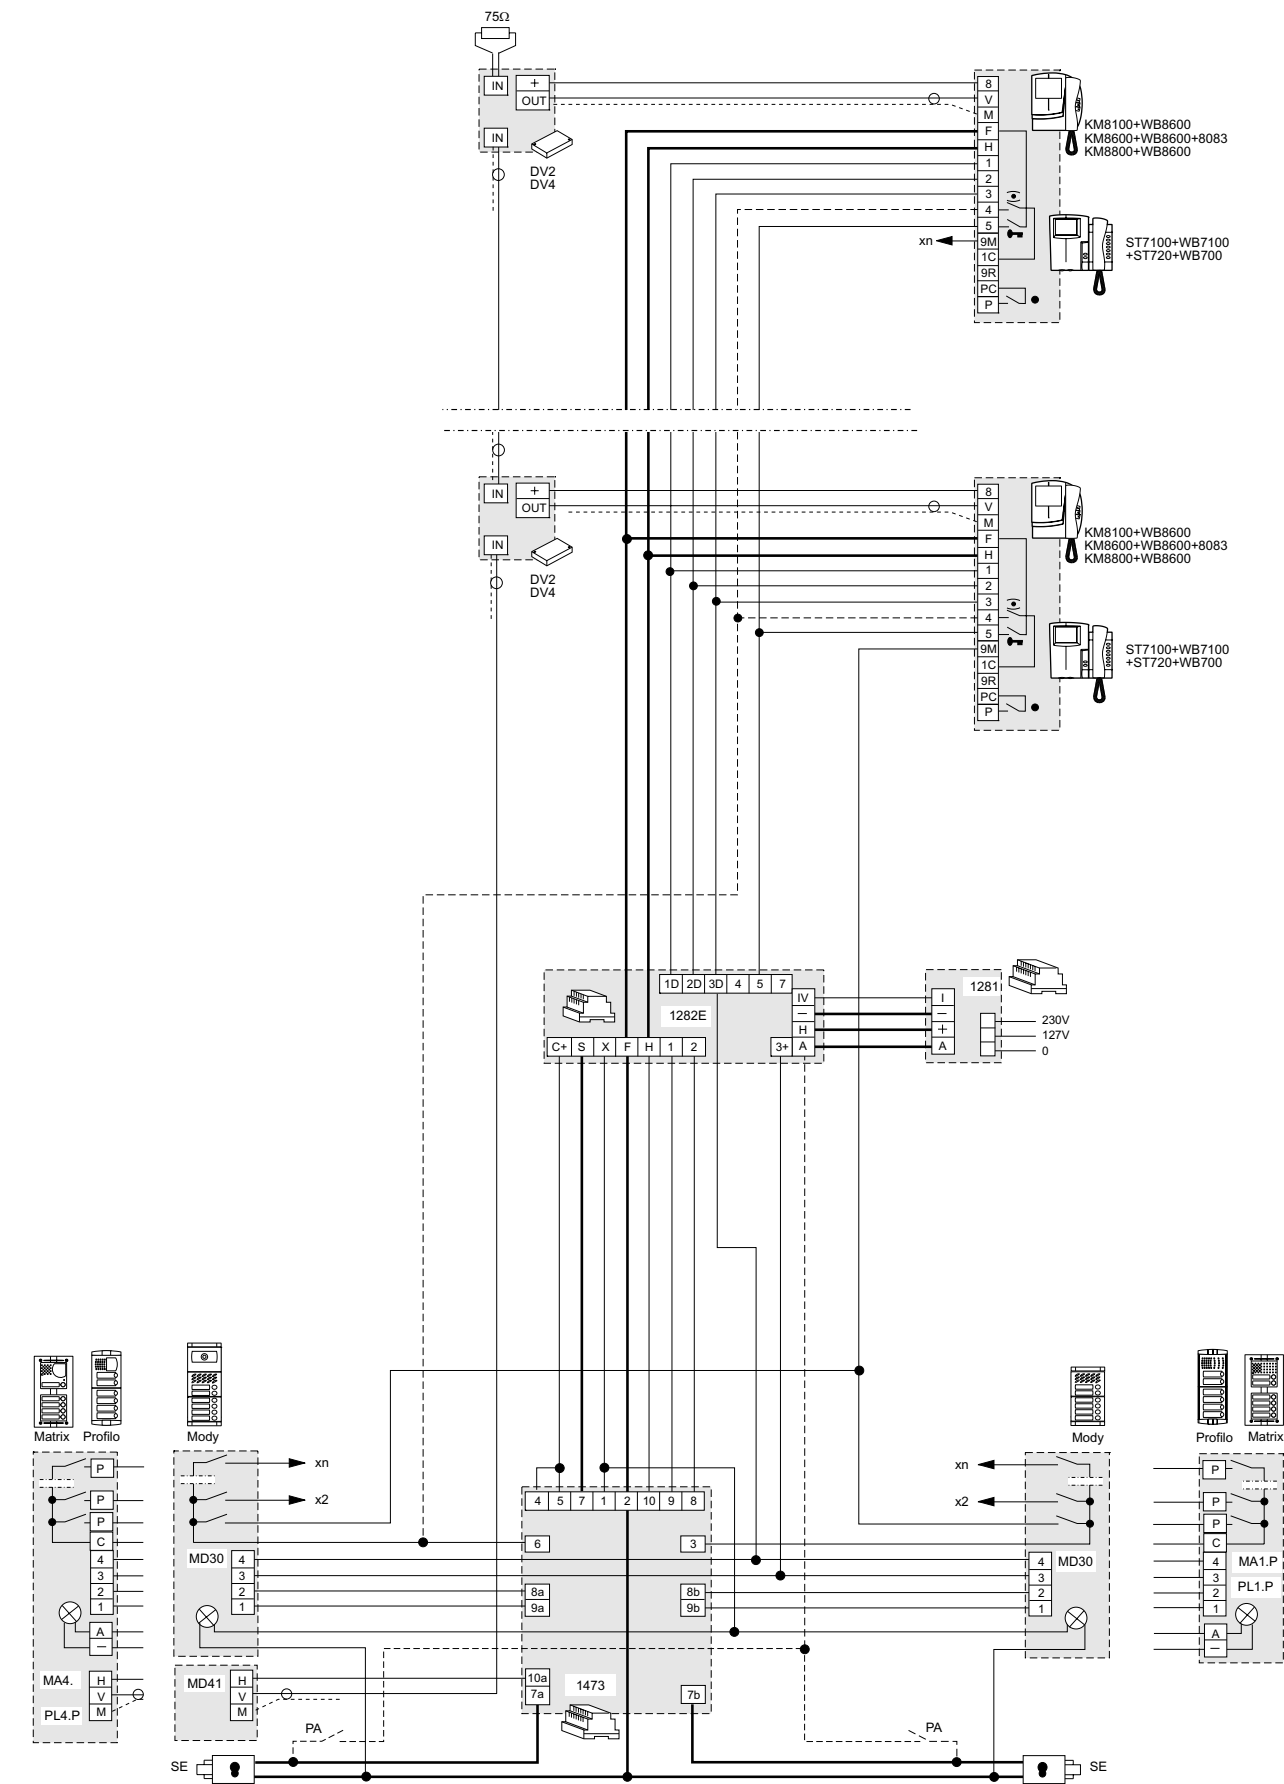 75Ω
IN
+
OUT
IN
DV2
DV4
8
V
M
F
H
1
2
3
4
5
9M
1C
9R
PC
P
xn
KM8100+WB8600
KM8600+WB8600+8083
KM8800+WB8600
ST7100+WB7100
+ST720+WB700
IN
+
OUT
IN
DV2
DV4
8
V
M
F
H
1
2
3
4
5
9M
1C
9R
PC
P
KM8100+WB8600
KM8600+WB8600+8083
KM8800+WB8600
ST7100+WB7100
+ST720+WB700
1D 2D 3D 4 5 7
1282E
IV
–
H
3+ A
C+ S X F H 1 2
1281
I
–
+
A
230V
127V
0
Matrix Profilo
P
P
P
C
4
3
2
1
A
–
MA4.
PL4.P
H
V
M
Mody
xn
x2
MD30
4
3
2
1
MD41
H
V
M
4 5 7 1 2 10 9 8
6
3
8a
9a
8b
9b
10a
7a
1473
7b
PA
PA
SE
SE
Mody
xn
x2
4
3
2
1
MD30
Profilo Matrix
P
P
P
C
4
3
2
1
A
–
MA1.P
PL1.P